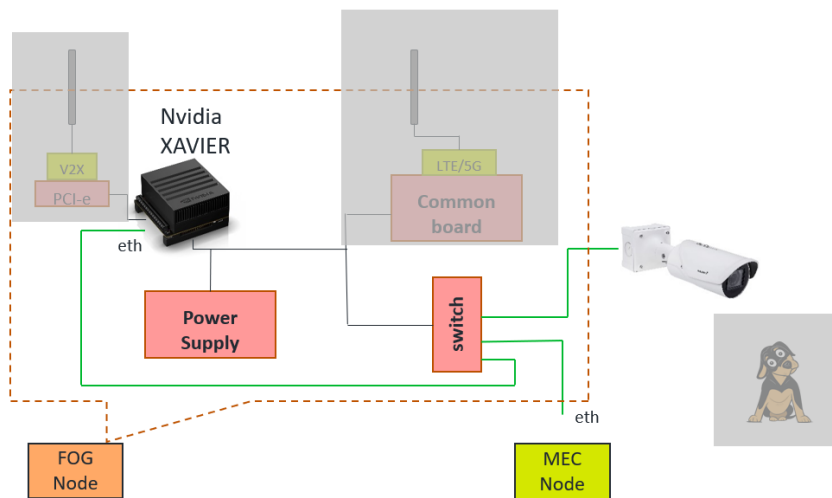 Nvidia
XAVIER
V2X
PCI-e
LTE/5G
Common
board
eth
Power
Supply
switch
eth
FOG
Node
MEC
Node